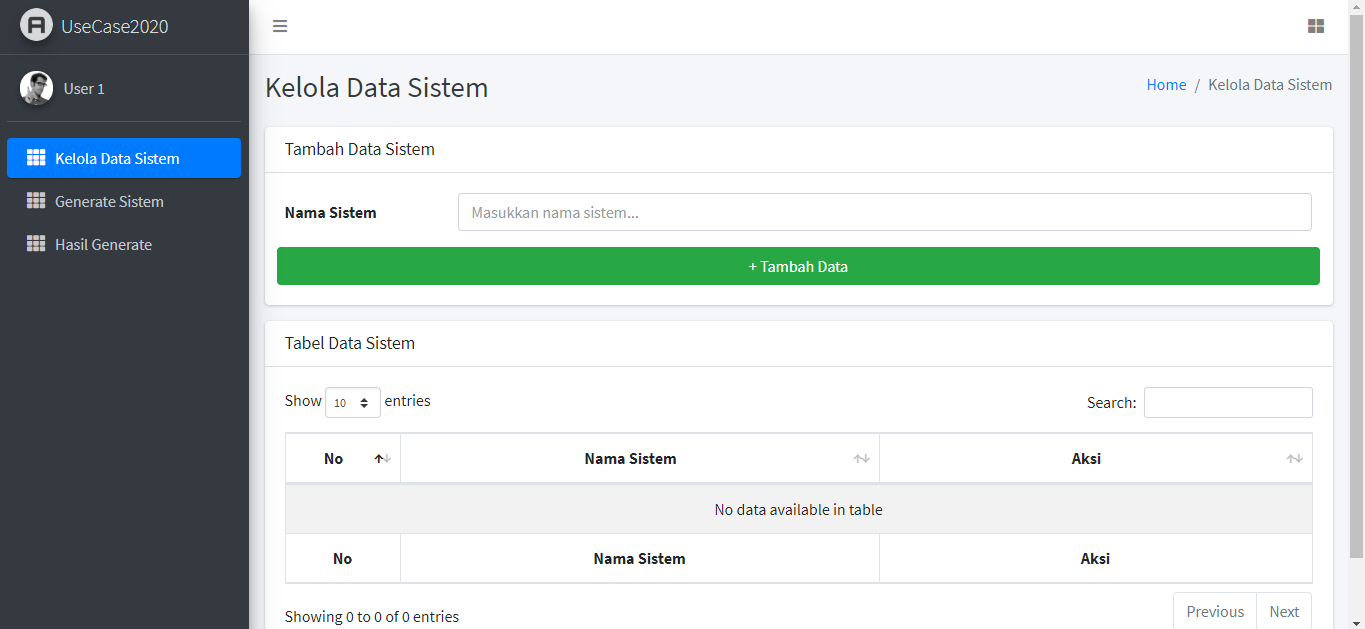 UseCase2020
User 1
Kelola Data Sistem
Generate Sistem
Hasil Generate
Kelola Data Sistem
Home / Kelola Data Sistem
Tambah Data Sistem
Nama Sistem
Masukkan nama sistem...
+ Tambah Data
Tabel Data Sistem
Show 10 entries
Search:
No Nama Sistem Aksi
No data available in table
No Nama Sistem Aksi
Showing 0 to 0 of 0 entries
Previous Next